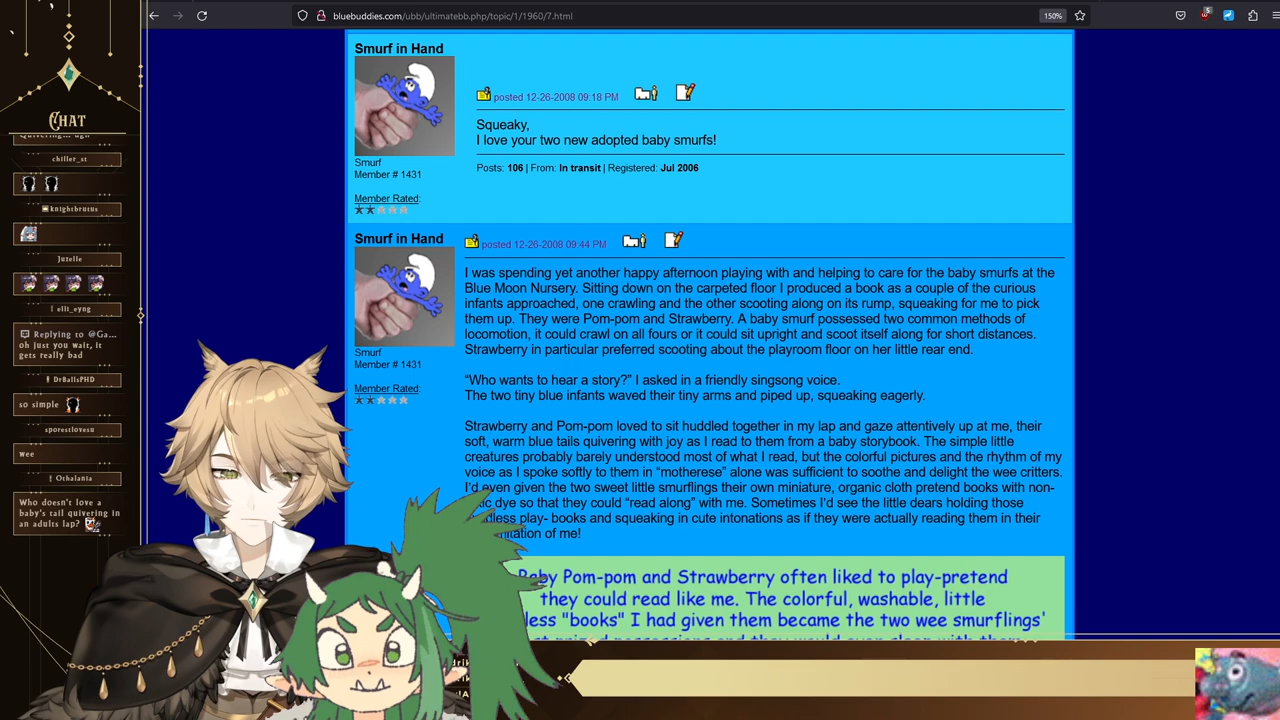 bluebuddies.com/ubb/ultimatebb.php/topic/1/1960/7.html
150%
5
CHAT
Quivering... ugh
chiller_st
knightbrutus
Juzelle
elli_eyng
Replying to @Ga...
oh just you wait, it
gets really bad
DrBallsPHD
so simple
sporestlovesu
wee
Othalania
Who doesn't love a
baby's tail quivering in
an adults lap?
Smurf in Hand
posted 12-26-2008 09:18 PM
Squeaky,
I love your two new adopted baby smurfs!
Smurf
Member # 1431
Posts: 106 | From: In transit | Registered: Jul 2006
Member Rated:
Smurf in Hand
posted 12-26-2008 09:44 PM
Smurf
Member # 1431
Member Rated:
I was spending yet another happy afternoon playing with and helping to care for the baby smurfs at the
Blue Moon Nursery. Sitting down on the carpeted floor I produced a book as a couple of the curious
infants approached, one crawling and the other scooting along on its rump, squeaking for me to pick
them up. They were Pom-pom and Strawberry. A baby smurf possessed two common methods of
locomotion, it could crawl on all fours or it could sit upright and scoot itself along for short distances.
Strawberry in particular preferred scooting about the playroom floor on her little rear end.
“Who wants to hear a story?” I asked in a friendly singsong voice.
The two tiny blue infants waved their tiny arms and piped up, squeaking eagerly.
Strawberry and Pom-pom loved to sit huddled together in my lap and gaze attentively up at me, their
soft, warm blue tails quivering with joy as I read to them from a baby storybook. The simple little
creatures probably barely understood most of what I read, but the colorful pictures and the rhythm of my
voice as I spoke softly to them in “motherese” alone was sufficient to soothe and delight the wee critters.
I’d even given the two sweet little smurflings their own miniature, organic cloth pretend books with non-
dye so that they could “read along” with me. Sometimes I’d see the little dears holding those
play- books and squeaking in cute intonations as if they were actually reading them in their
of me!
Baby Pom-pom and Strawberry often liked to play-pretend
they could read like me. The colorful, washable, little
"books" I had given them became the two wee smurflings'